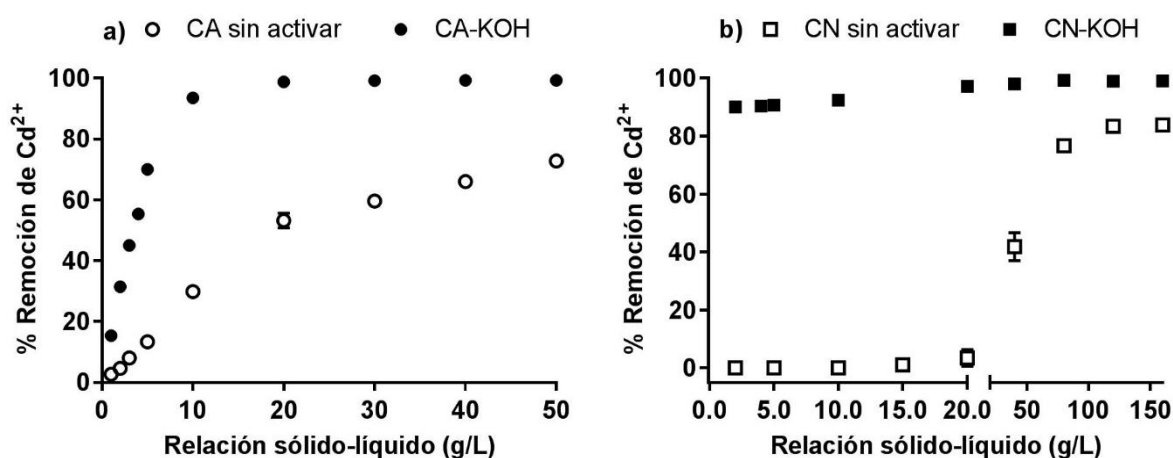 a) CA sin activar CA-KOH
% Remoción de Cd2+
100
80
60
40
20
0
0 10 20 30 40 50
Relación sólido-líquido (g/L)
b) CN sin activar CN-KOH
% Remoción de Cd2+
100
80
60
40
20
0
0.0 5.0 10.0 15.0 20.0 50 100 150
Relación sólido-líquido (g/L)